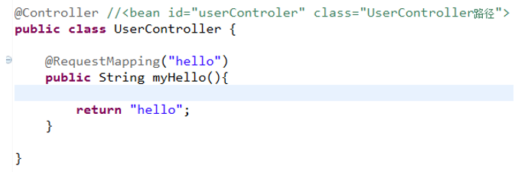 @Controller //<bean id="userControler" class="UserController路径">
public class UserController {
@RequestMapping("hello")
public String myHello(){
return "hello";
}
}